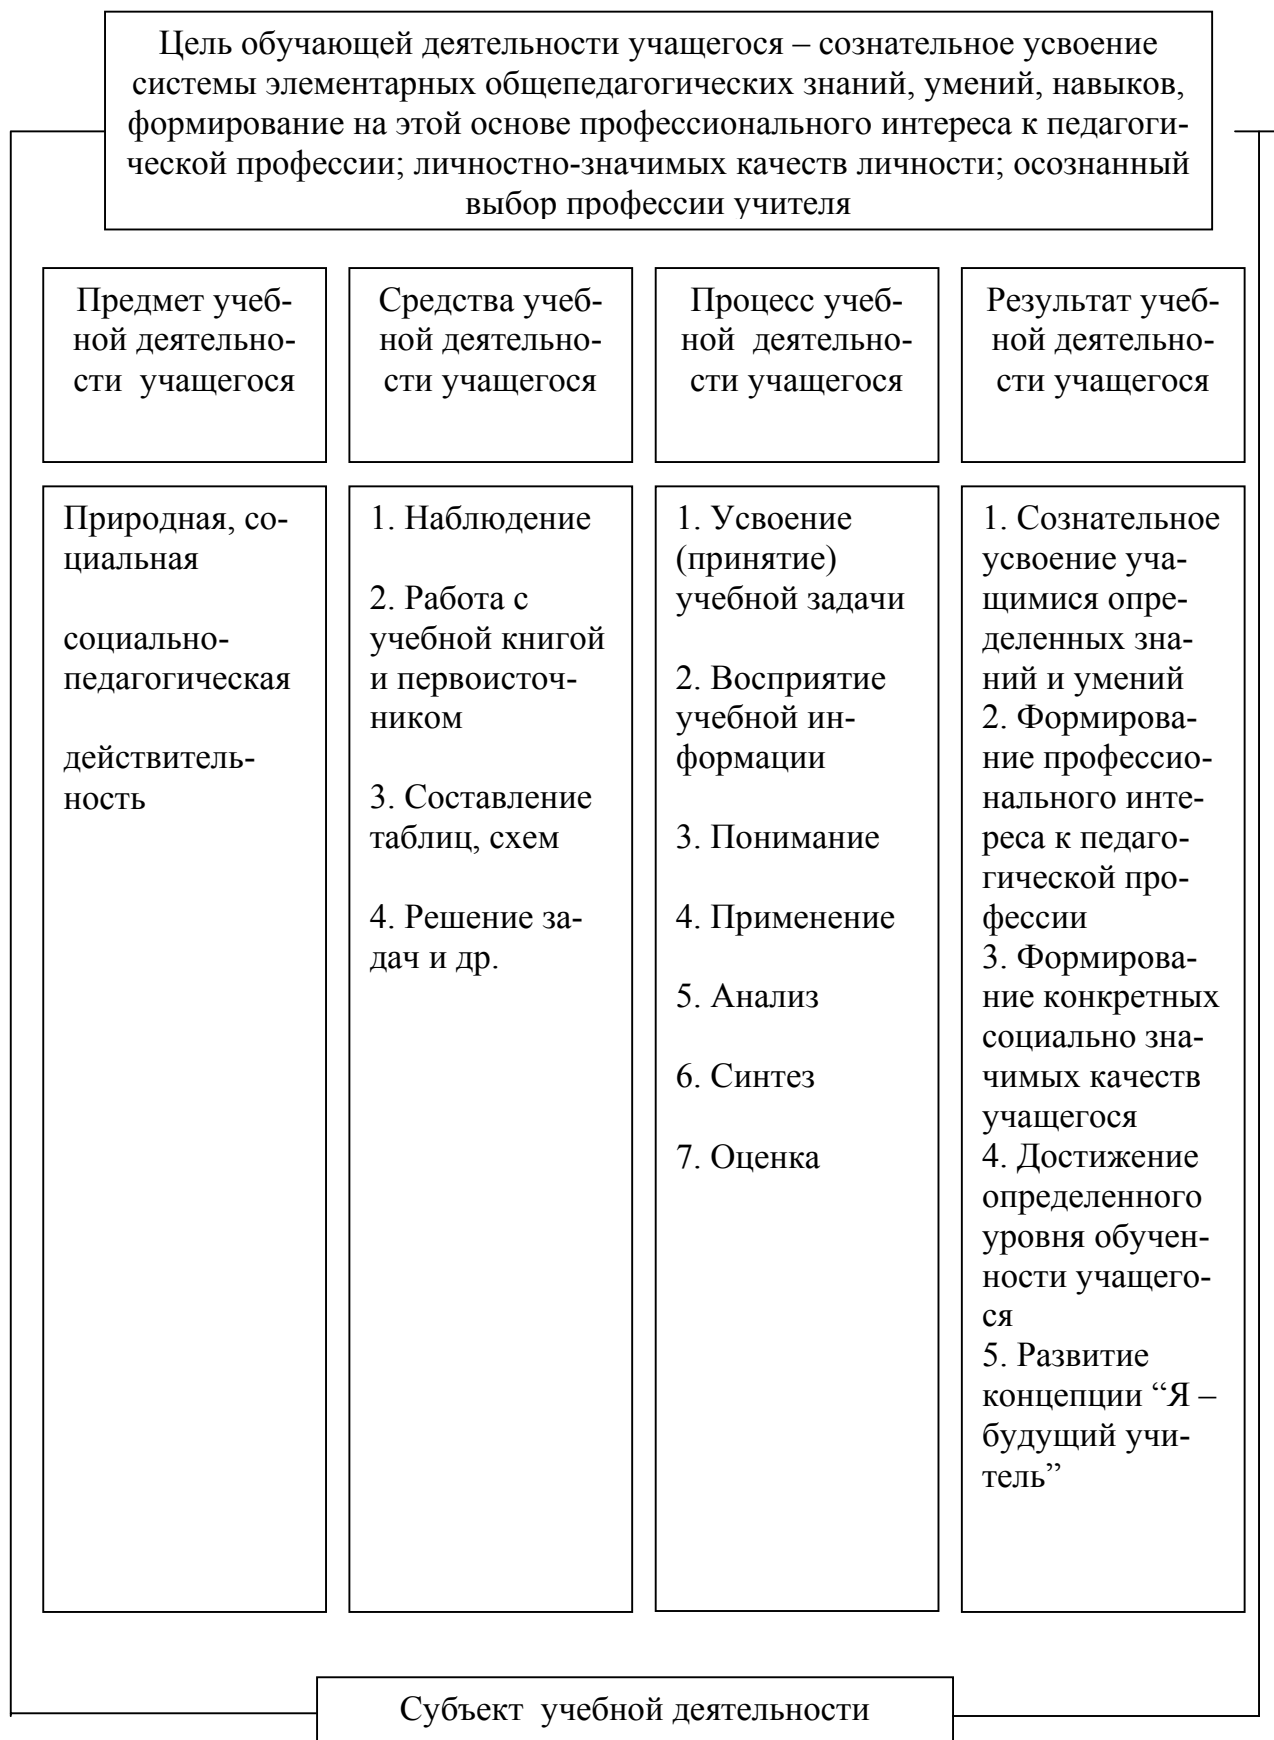 Цель обучающей деятельности учащегося – сознательное усвоение
системы элементарных общепедагогических знаний, умений, навыков,
формирование на этой основе профессионального интереса к педагоги-
ческой профессии; личностно-значимых качеств личности; осознанный
выбор профессии учителя
Предмет учеб-
ной деятельно-
сти учащегося
Средства учеб-
ной деятельно-
сти учащегося
Процесс учеб-
ной деятельно-
сти учащегося
Результат учеб-
ной деятельно-
сти учащегося
Природная, со-
циальная
социально-
педагогическая
действитель-
ность
1. Наблюдение
2. Работа с
учебной книгой
и первоисточ-
ником
3. Составление
таблиц, схем
4. Решение за-
дач и др.
1. Усвоение
(принятие)
учебной задачи
2. Восприятие
учебной ин-
формации
3. Понимание
4. Применение
5. Анализ
6. Синтез
7. Оценка
1. Сознательное
усвоение уча-
щимися опре-
деленных зна-
ний и умений
2. Формирова-
ние профессио-
нального инте-
реса к педаго-
гической про-
фессии
3. Формирова-
ние конкретных
социально зна-
чимых качеств
учащегося
4. Достижение
определенного
уровня обучен-
ности учащего-
ся
5. Развитие
концепции “Я –
будущий учи-
тель”
Субъект учебной деятельности